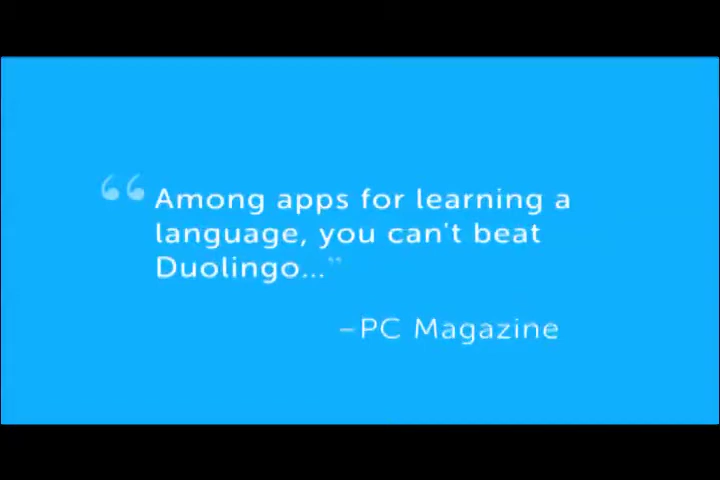 “Among apps for learning a
language, you can't beat
Duolingo...”
–PC Magazine